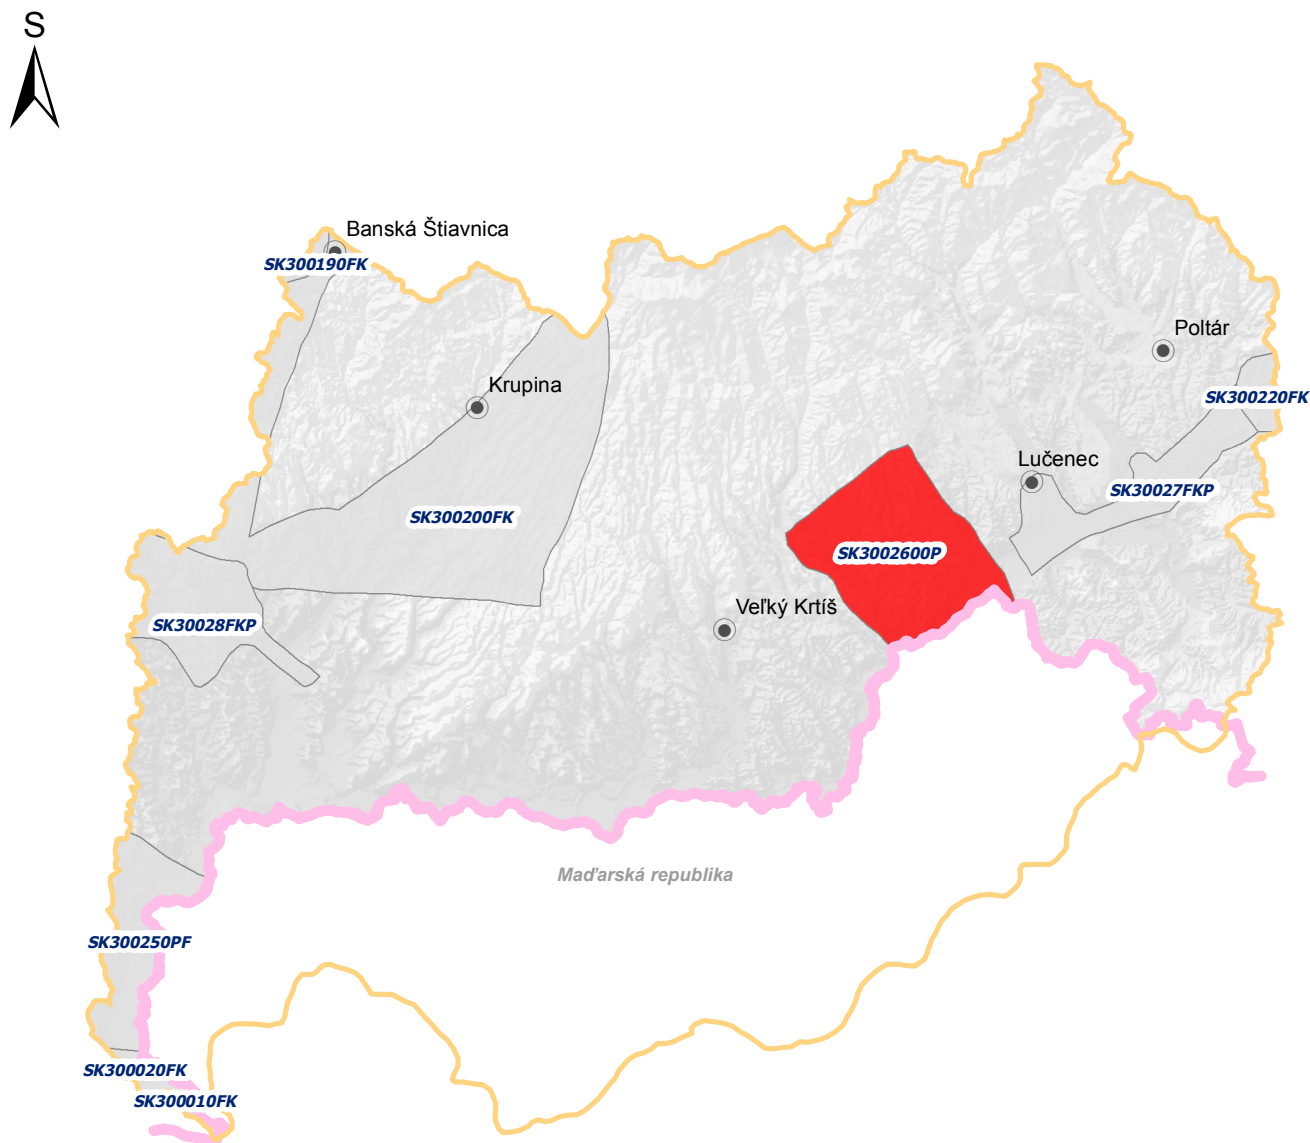 S
Banská Štiavnica
SK300190FK
Poltár
Krupina
SK300220FK
Lučenec
SK30027FKP
SK300200FK
SK3002600P
Veľký Krtíš
SK30028FKP
Maďarská republika
SK300250PF
SK300020FK
SK300010FK